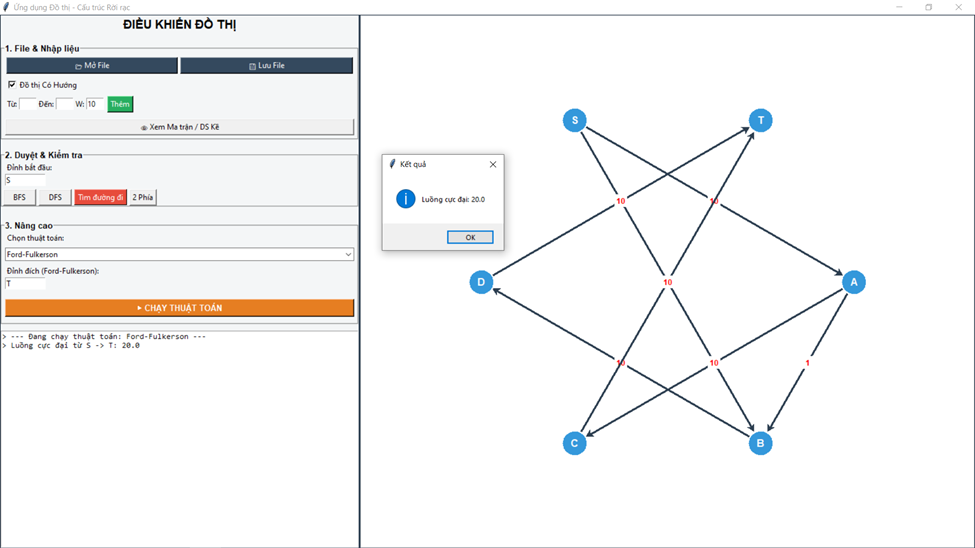 Ứng dụng Đồ thị - Cấu trúc Rời rạc
ĐIỀU KHIỂN ĐỒ THỊ
1. File & Nhập liệu
Mở File
Lưu File
Đồ thị Có Hướng
Từ: Đến: W: 10 Thêm
Xem Ma trận / DS Kề
2. Duyệt & Kiểm tra
Đỉnh bắt đầu:
S
BFS DFS Tìm đường đi 2 Phía
3. Nâng cao
Chọn thuật toán:
Ford-Fulkerson
Đỉnh đích (Ford-Fulkerson):
T
CHẠY THUẬT TOÁN
> --- Đang chạy thuật toán: Ford-Fulkerson ---
> Luồng cực đại từ S -> T: 20.0
Kết quả
Luồng cực đại: 20.0
OK
S T
10 10
D 10 A
10 10 1
C B